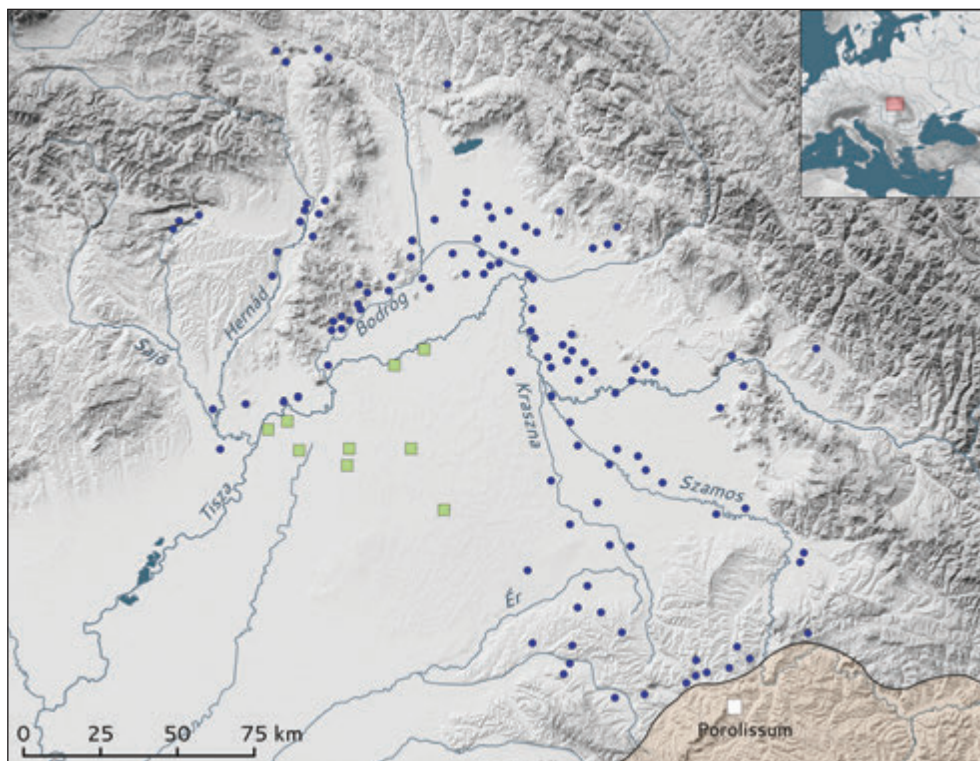 Hernád
Bodrog
Sajó
Kraszna
Tisza
Szamos
Ér
0 25 50 75 km
Porolissum